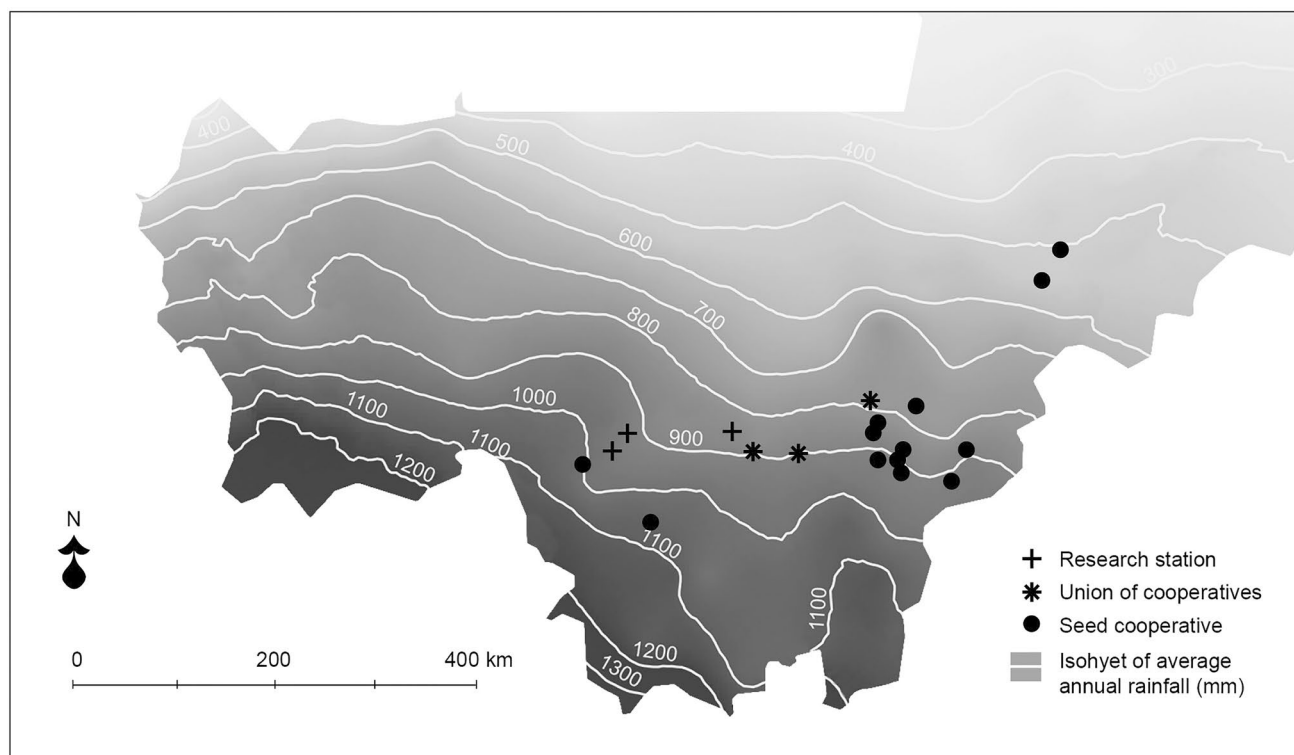 300
400
500
400
600
700
800
1000
1100
900
1100
1200
1100
1100
1200
1300
N
0 200 400 km
Research station
Union of cooperatives
Seed cooperative
Isohyet of average
annual rainfall (mm)